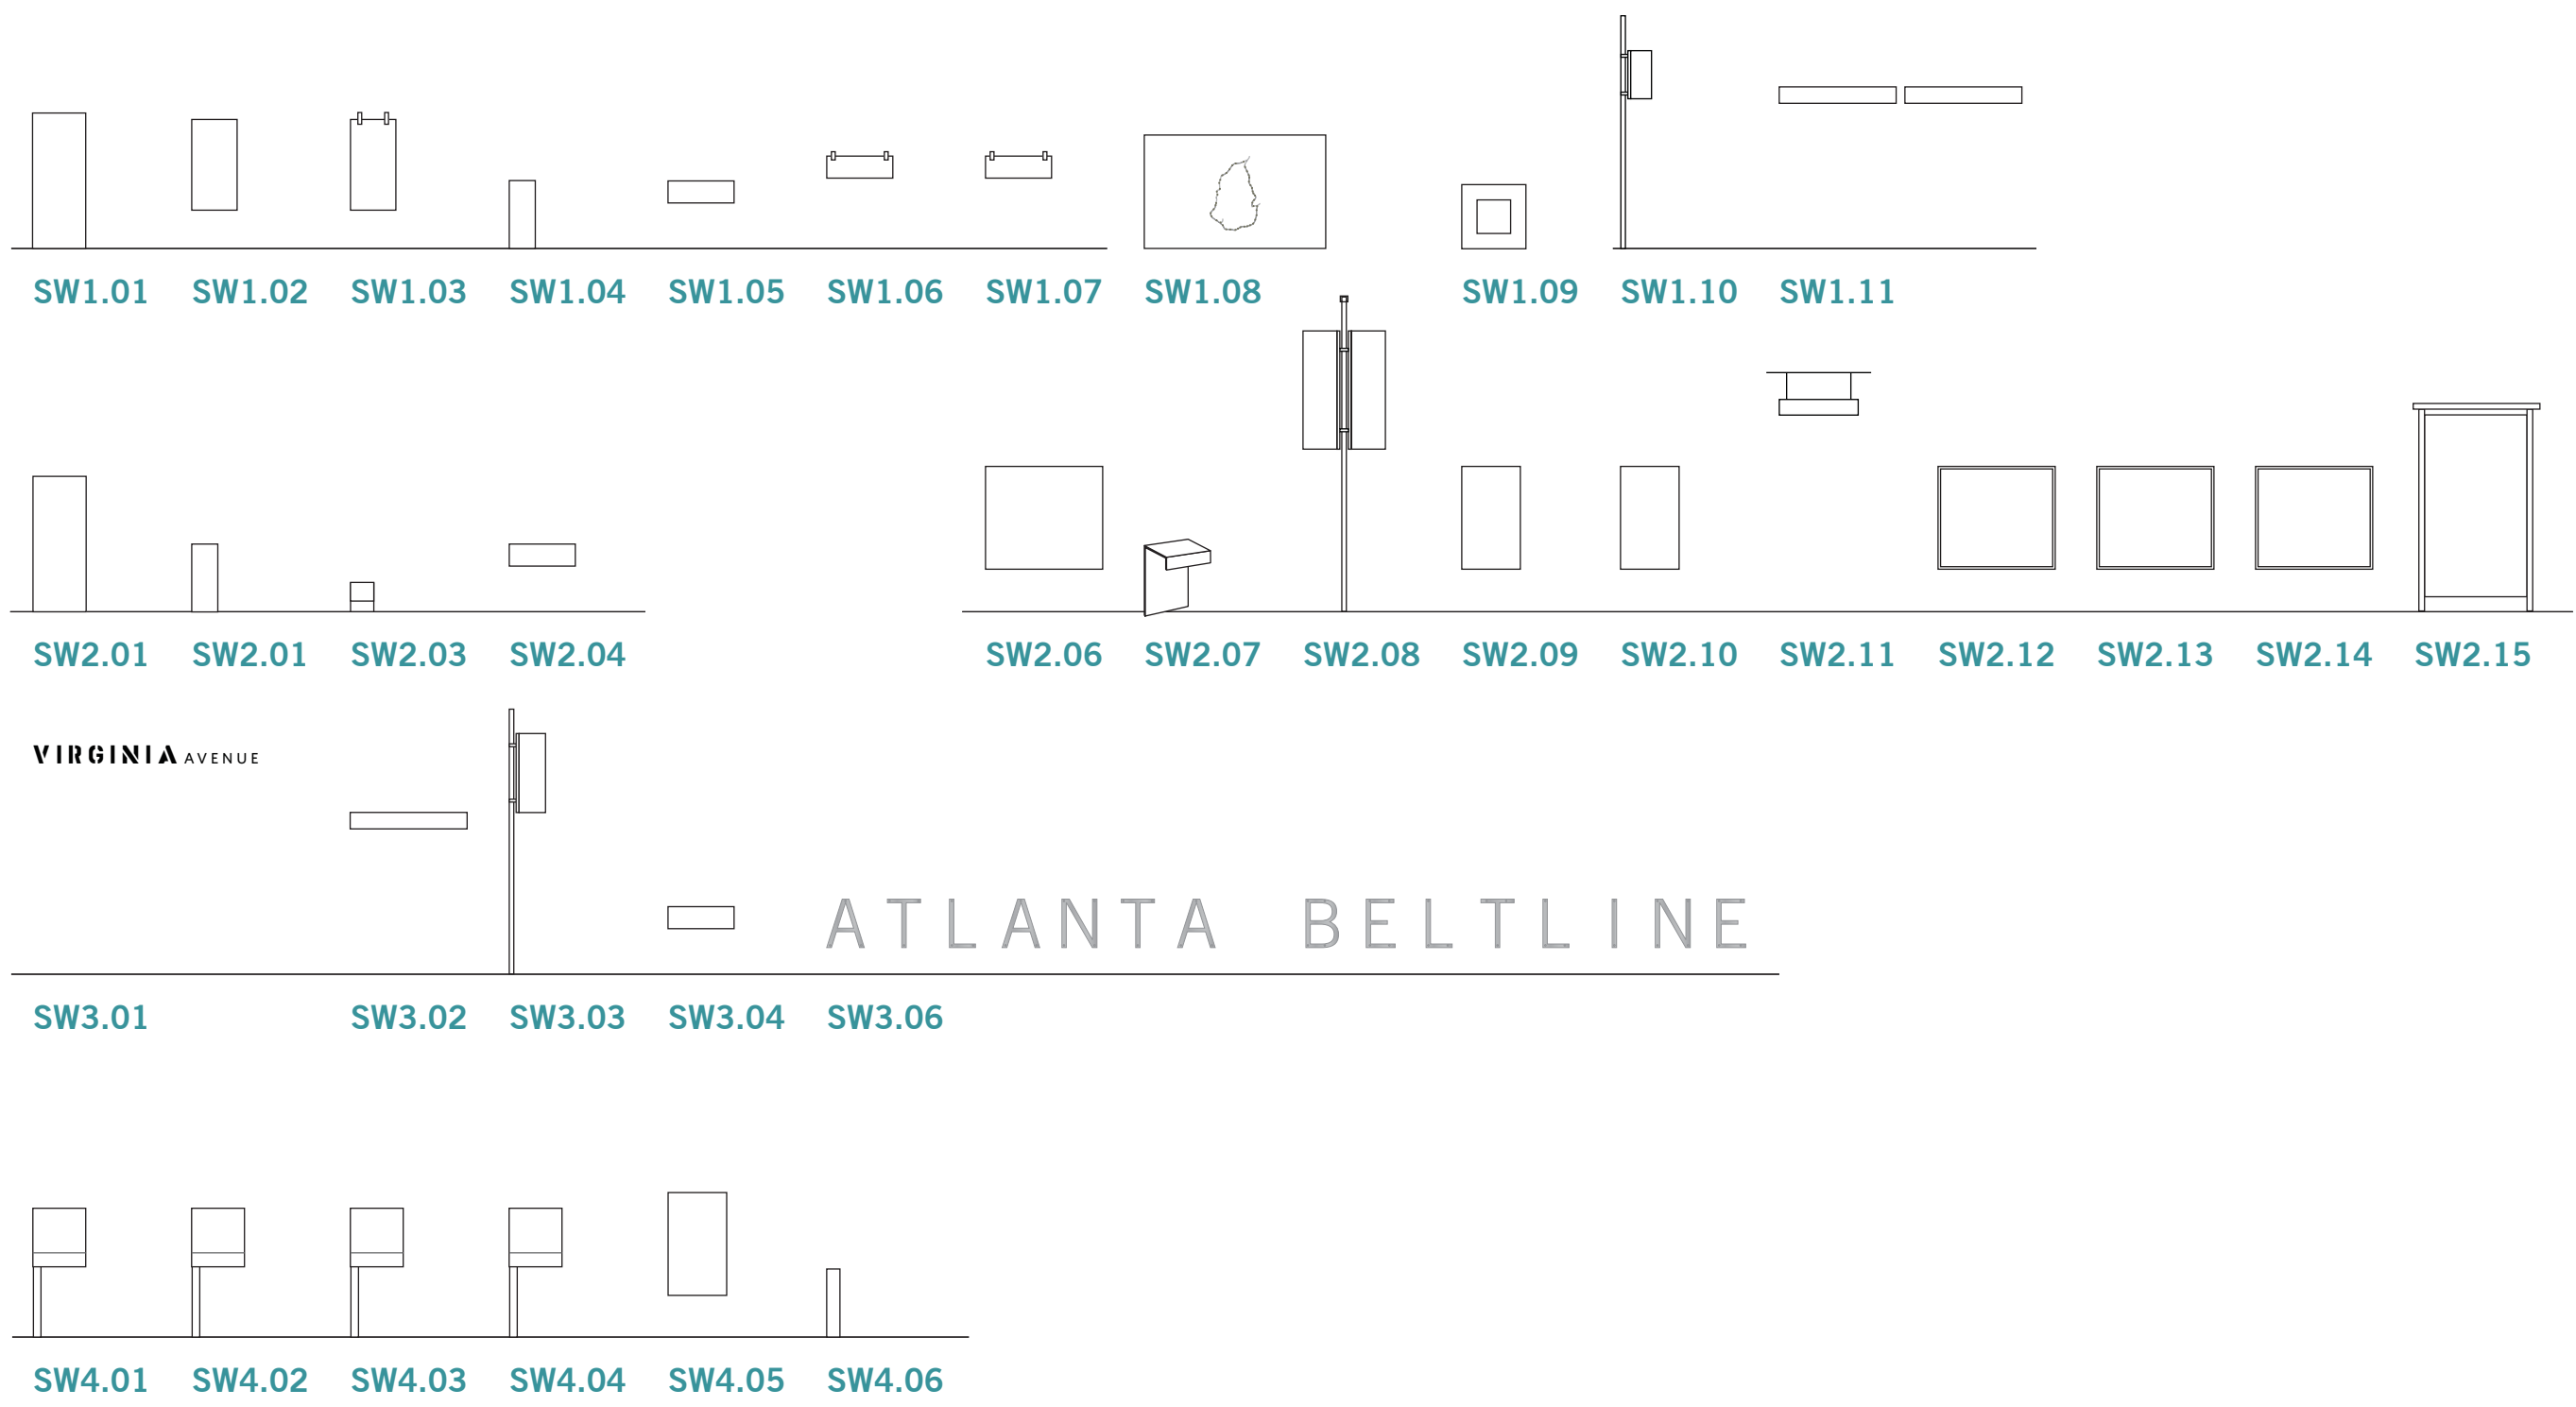 SW1.01 SW1.02 SW1.03 SW1.04 SW1.05 SW1.06 SW1.07 SW1.08 SW1.09 SW1.10 SW1.11
SW2.01 SW2.01 SW2.03 SW2.04 SW2.06 SW2.07 SW2.08 SW2.09 SW2.10 SW2.11 SW2.12 SW2.13 SW2.14 SW2.15
VIRGINIA AVENUE
ATLANTA BELTLINE
SW3.01 SW3.02 SW3.03 SW3.04 SW3.06
SW4.01 SW4.02 SW4.03 SW4.04 SW4.05 SW4.06